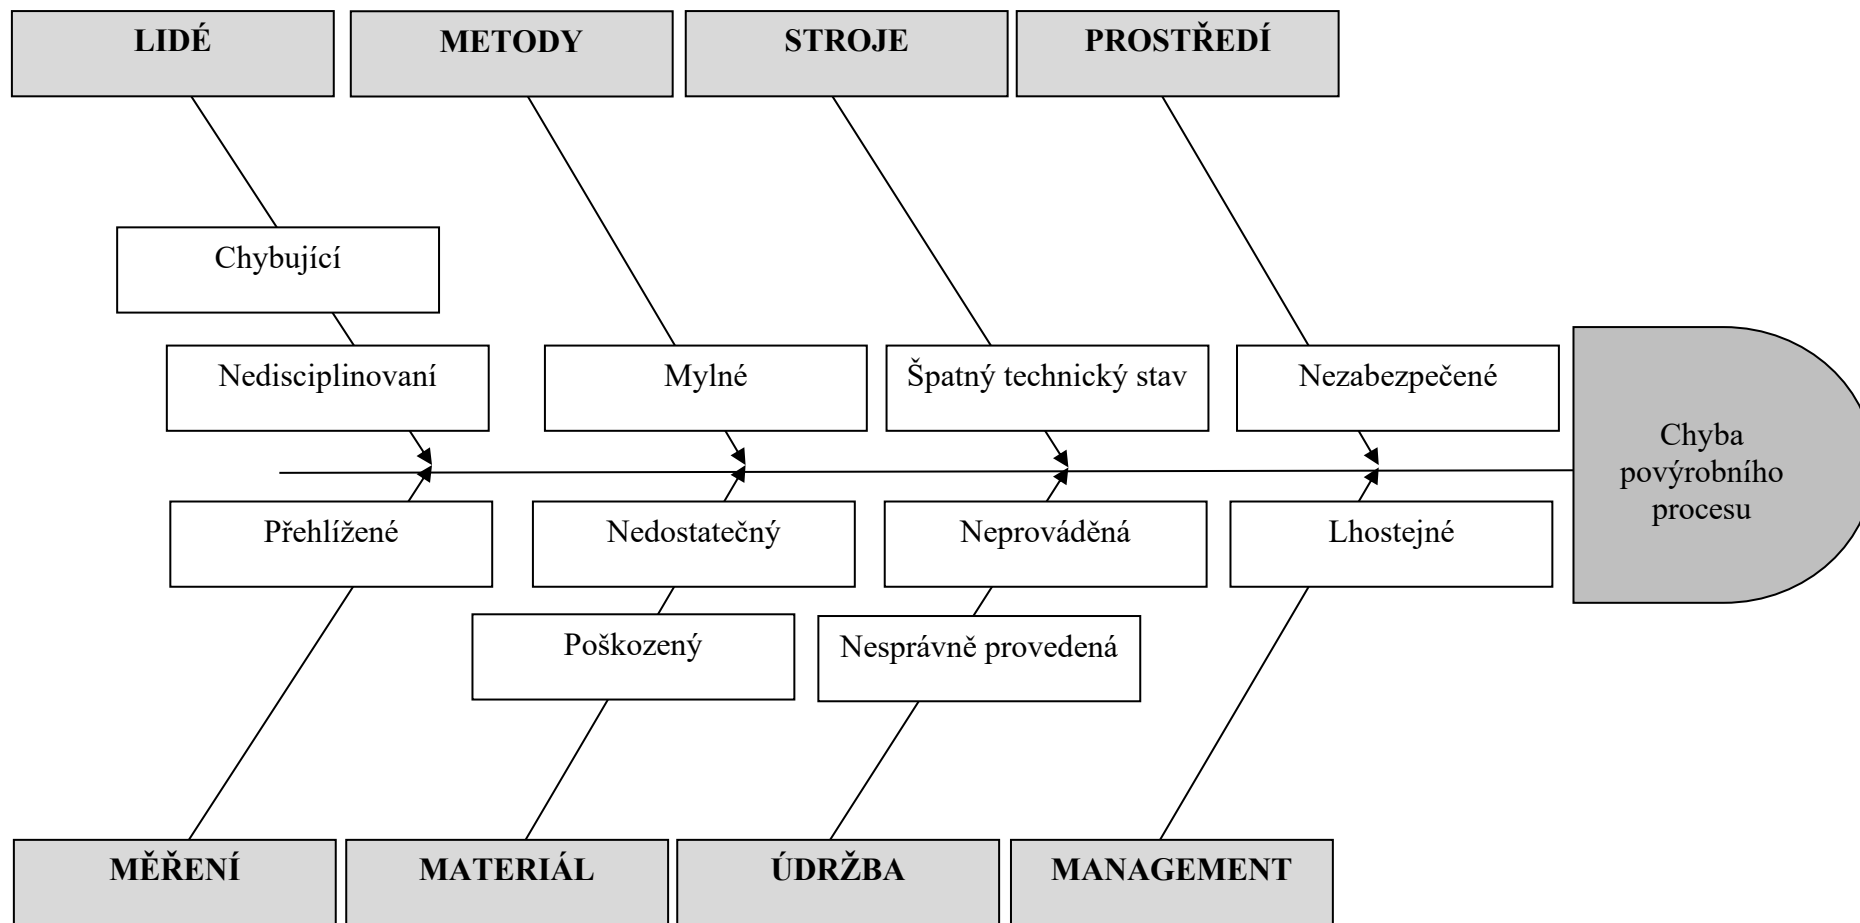 LIDÉ
METODY
STROJE
PROSTŘEDÍ
Chybující
Nedisciplinovaní
Mylné
Špatný technický stav
Nezabezpečené
Chyba
povýrobního
procesu
Přehlížené
Nedostatečný
Neprováděná
Lhostejné
Poškozený
Nesprávně provedená
MĚŘENÍ
MATERIÁL
ÚDRŽBA
MANAGEMENT